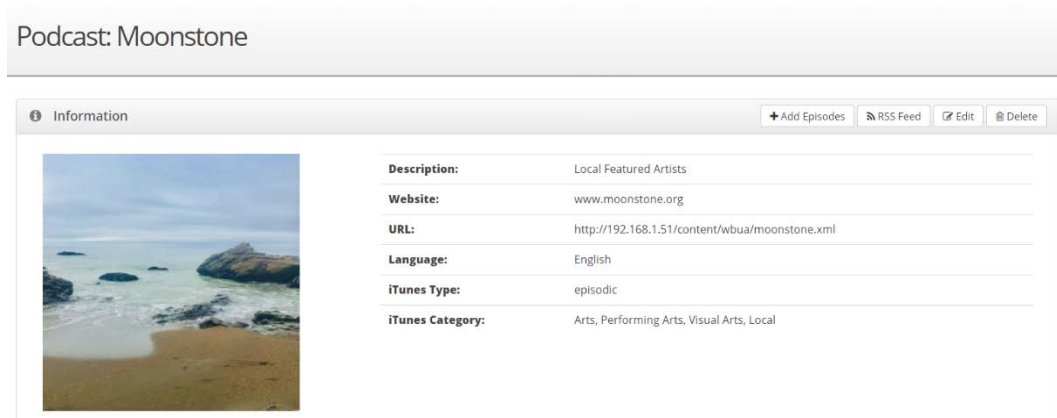 Podcast: Moonstone
Information
Add Episodes
RSS Feed
Edit
Delete
Description: Local Featured Artists
Website: www.moonstone.org
URL: http://192.168.1.51/content/wbua/moonstone.xml
Language: English
iTunes Type: episodic
iTunes Category: Arts, Performing Arts, Visual Arts, Local